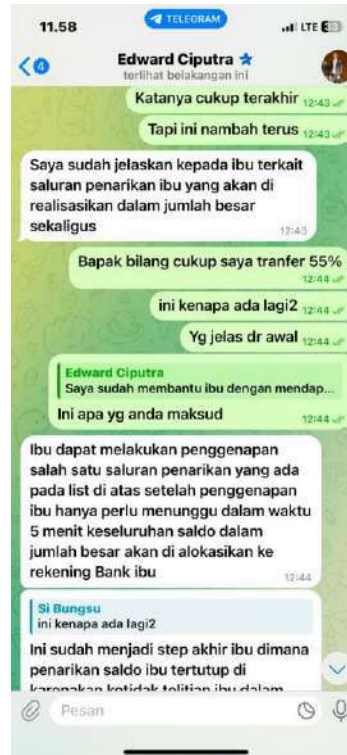 11.58
TELEGRAM
LTE
4
Edward Ciputra
terlihat belakangan ini
Katanya cukup terakhir 12:43
Tapi ini nambah terus 12:43
Saya sudah jelaskan kepada ibu terkait
saluran penarikan ibu yang akan di
realisasikan dalam jumlah besar
sekaligus
12:43
Bapak bilang cukup saya tranfer 55%
12:44
ini kenapa ada lagi2 12:44
Yg jelas dr awal 12:44
Edward Ciputra
Saya sudah membantu ibu dengan mendap...
Ini apa yg anda maksud 12:44
Ibu dapat melakukan penggenapan
salah satu saluran penarikan yang ada
pada list di atas setelah penggenapan
ibu hanya perlu menunggu dalam waktu
5 menit keseluruhan saldo dalam
jumlah besar akan di alokasikan ke
rekening Bank ibu
12:44
Si Bungsu
ini kenapa ada lagi2
Ini sudah menjadi step akhir ibu dimana
penarikan saldo ibu tertutup di
karenakan ketidak telitian ibu dalam
Pesan